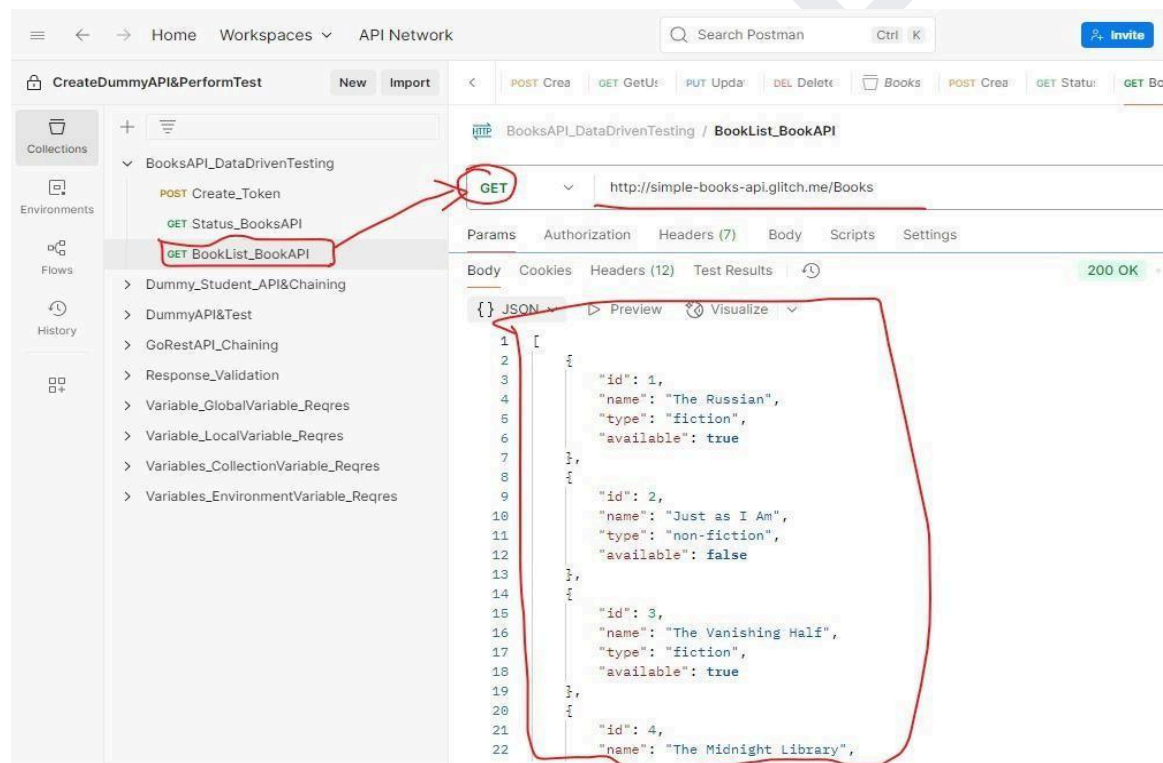 Home Workspaces API Network Search Postman Ctrl K Invite
CreateDummyAPI&PerformTest New Import
POST Crea GET GetUs PUT Upda DEL Delete Books POST Crea GET Status GET Bo
Collections
Environments
Flows
History
BooksAPI_DataDrivenTesting
POST Create_Token
GET Status_BooksAPI
GET BookList_BookAPI
Dummy_Student_API&Chaining
DummyAPI&Test
GoRestAPI_Chaining
Response_Validation
Variable_GlobalVariable_Reqres
Variable_LocalVariable_Reqres
Variables_CollectionVariable_Reqres
Variables_EnvironmentVariable_Reqres
HTTP BooksAPI_DataDrivenTesting / BookList_BookAPI
GET http://simple-books-api.glitch.me/Books
Params Authorization Headers (7) Body Scripts Settings
Body Cookies Headers (12) Test Results 200 OK
{} JSON Preview Visualize
1 [
2 {
3 "id": 1,
4 "name": "The Russian",
5 "type": "fiction",
6 "available": true
7 },
8 {
9 "id": 2,
10 "name": "Just as I Am",
11 "type": "non-fiction",
12 "available": false
13 },
14 {
15 "id": 3,
16 "name": "The Vanishing Half",
17 "type": "fiction",
18 "available": true
19 },
20 {
21 "id": 4,
22 "name": "The Midnight Library",